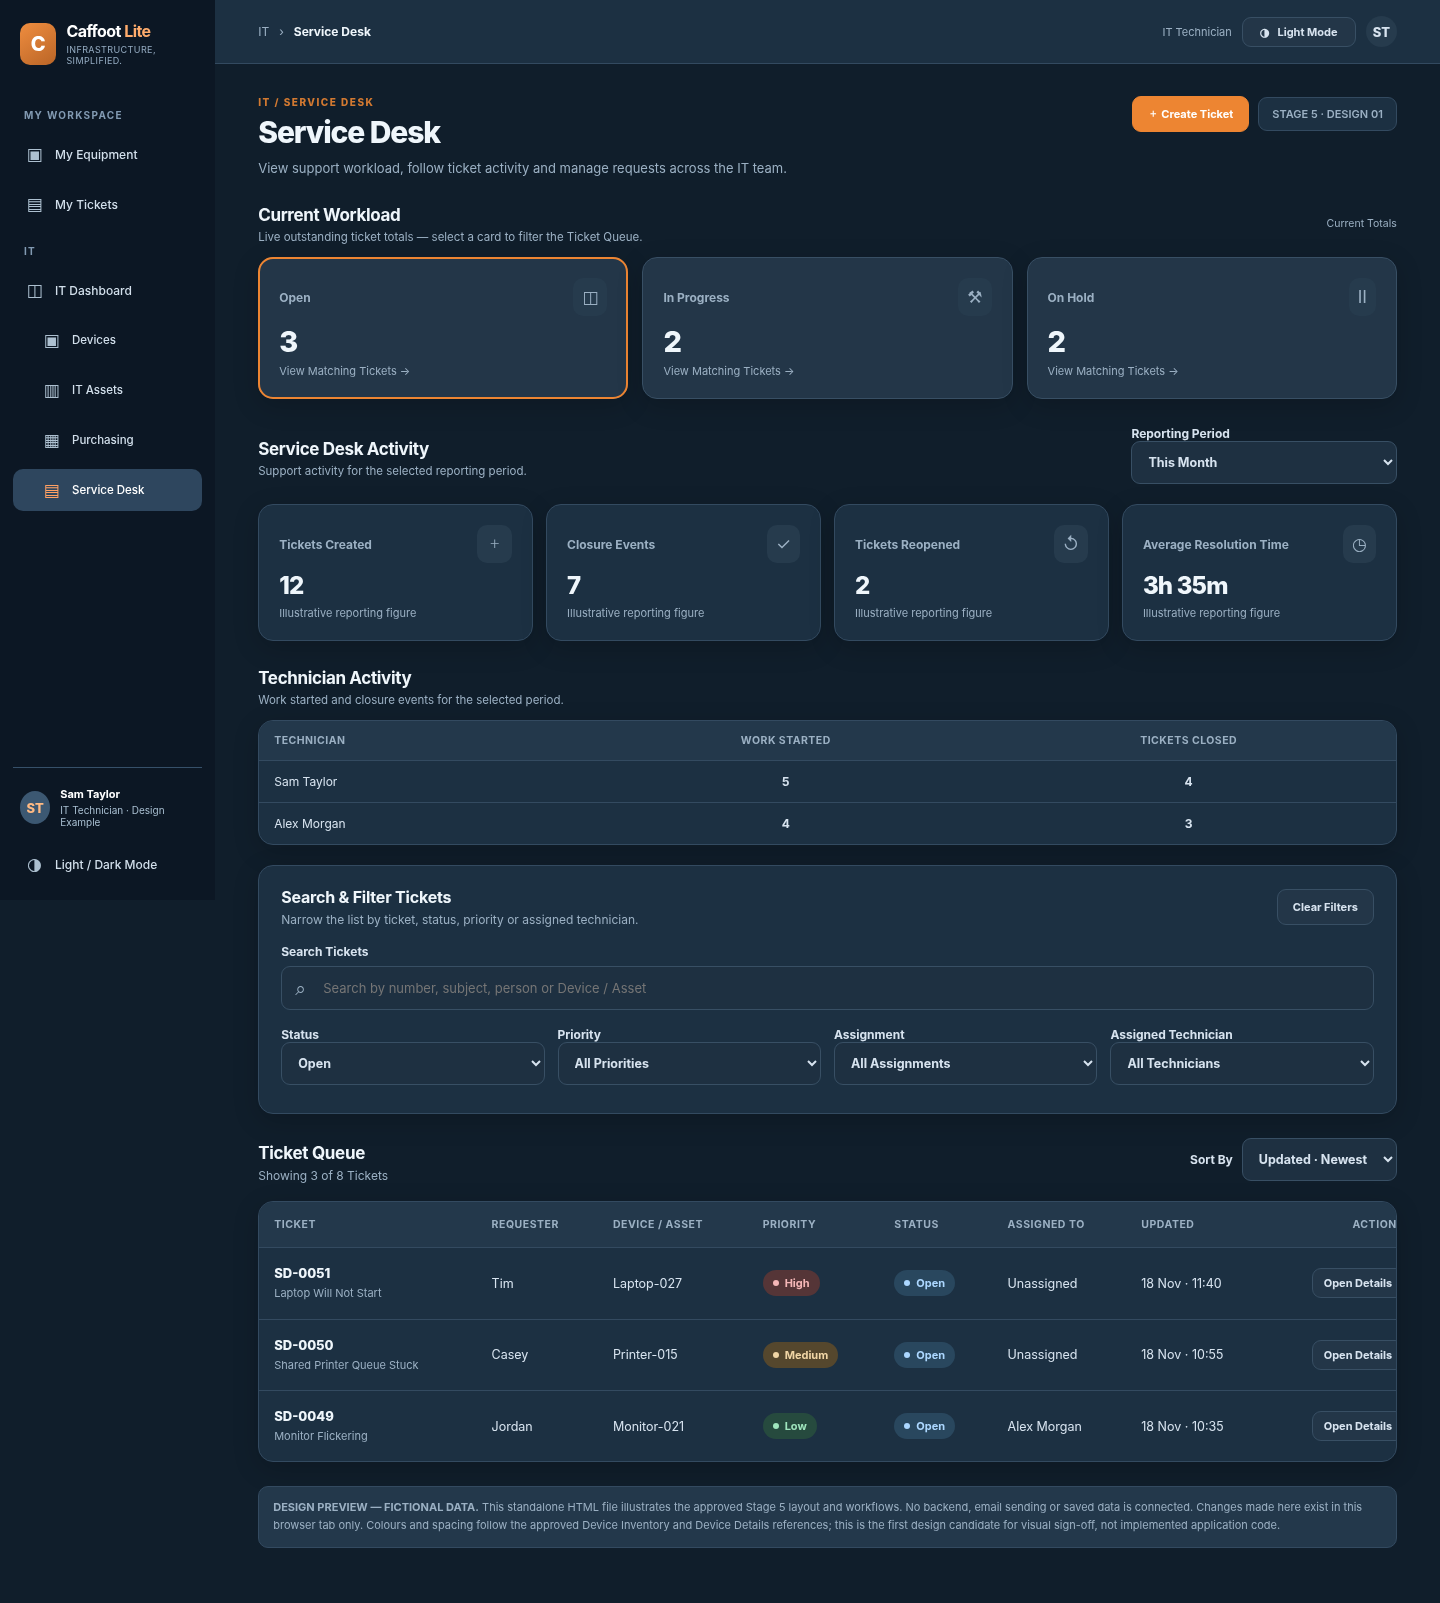 C
Caffoot Lite
INFRASTRUCTURE,
SIMPLIFIED.
MY WORKSPACE
My Equipment
My Tickets
IT
IT Dashboard
Devices
IT Assets
Purchasing
Service Desk
ST
Sam Taylor
IT Technician · Design
Example
Light / Dark Mode
IT › Service Desk
IT Technician
Light Mode
ST
IT / SERVICE DESK
Service Desk
View support workload, follow ticket activity and manage requests across the IT team.
+ Create Ticket
STAGE 5 · DESIGN 01
Current Workload
Live outstanding ticket totals — select a card to filter the Ticket Queue.
Current Totals
Open
3
View Matching Tickets →
In Progress
2
View Matching Tickets →
On Hold
2
View Matching Tickets →
Service Desk Activity
Support activity for the selected reporting period.
Reporting Period
This Month
Tickets Created
12
Illustrative reporting figure
Closure Events
7
Illustrative reporting figure
Tickets Reopened
2
Illustrative reporting figure
Average Resolution Time
3h 35m
Illustrative reporting figure
Technician Activity
Work started and closure events for the selected period.
TECHNICIAN WORK STARTED TICKETS CLOSED
Sam Taylor 5 4
Alex Morgan 4 3
Search & Filter Tickets
Narrow the list by ticket, status, priority or assigned technician.
Clear Filters
Search Tickets
Search by number, subject, person or Device / Asset
Status
Open
Priority
All Priorities
Assignment
All Assignments
Assigned Technician
All Technicians
Ticket Queue
Showing 3 of 8 Tickets
Sort By
Updated · Newest
TICKET REQUESTER DEVICE / ASSET PRIORITY STATUS ASSIGNED TO UPDATED ACTION
SD-0051
Laptop Will Not Start
Tim Laptop-027 High Open Unassigned 18 Nov · 11:40 Open Details
SD-0050
Shared Printer Queue Stuck
Casey Printer-015 Medium Open Unassigned 18 Nov · 10:55 Open Details
SD-0049
Monitor Flickering
Jordan Monitor-021 Low Open Alex Morgan 18 Nov · 10:35 Open Details
DESIGN PREVIEW — FICTIONAL DATA. This standalone HTML file illustrates the approved Stage 5 layout and workflows. No backend, email sending or saved data is connected. Changes made here exist in this
browser tab only. Colours and spacing follow the approved Device Inventory and Device Details references; this is the first design candidate for visual sign-off, not implemented application code.